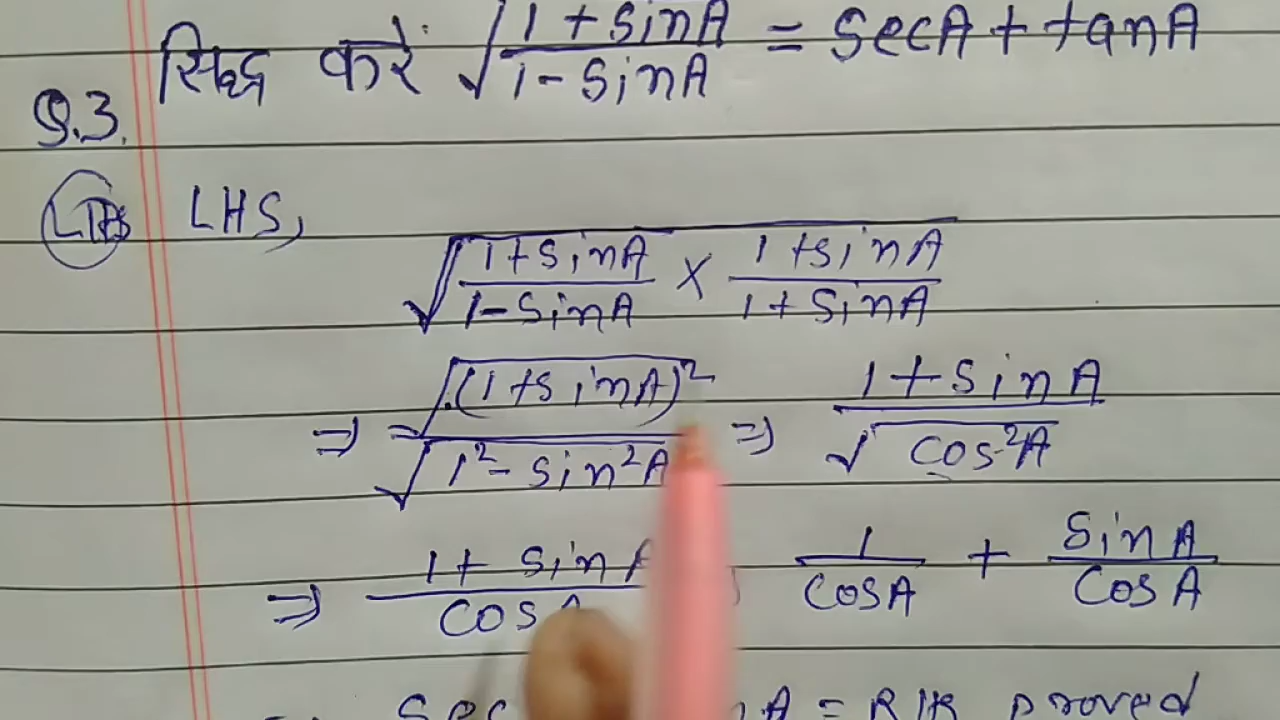 सिद्ध करें √(1+sinA / 1-sinA) = SecA + tanA
Q.3.
LHS LHS,
√(1+sinA / 1-sinA × 1+sinA / 1+sinA)
⇒ = √(1+sinA)² / √1²-sin²A ⇒ 1+sinA / √cos²A
⇒ 1+ sinA / cosA 1/cosA + sinA/cosA
A = RHS proved